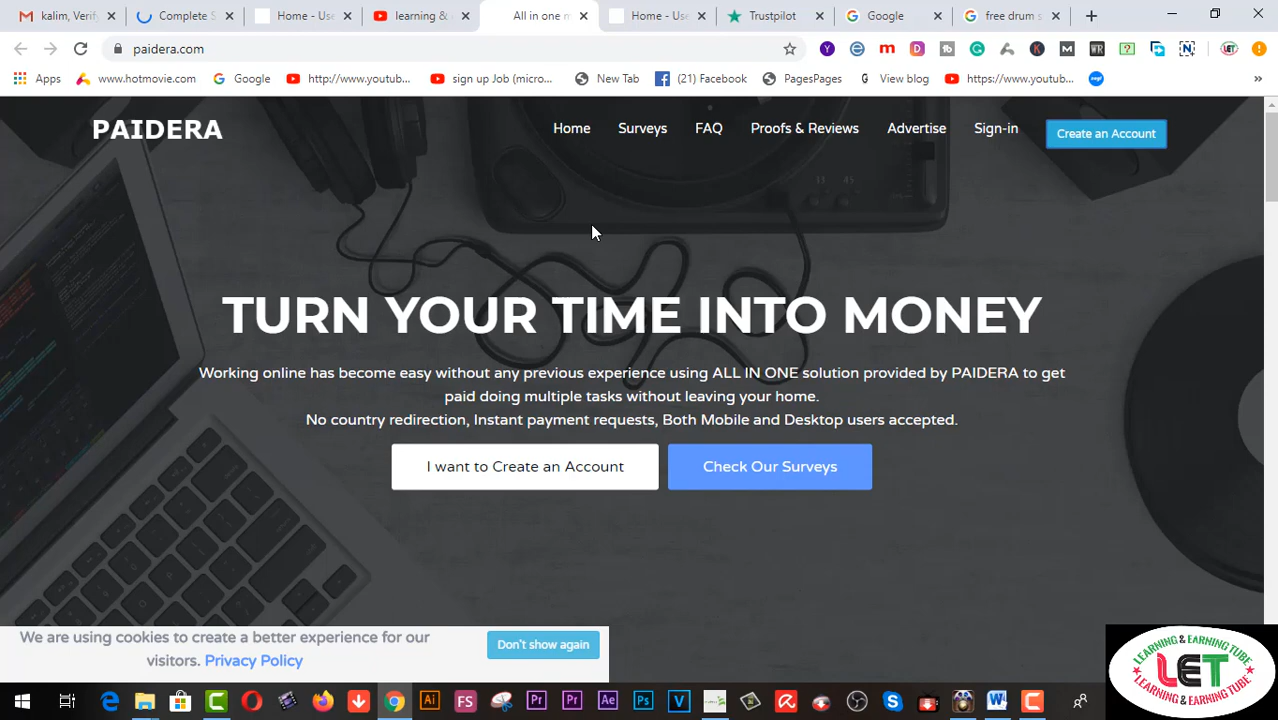 kalim, Verify
Complete S
Home - Use
learning &
All in one m
Home - Use
Trustpilot
Google
free drum s
paidera.com
Apps
www.hotmovie.com
Google
http://www.youtub...
sign up Job (micro...
New Tab
(21) Facebook
PagesPages
View blog
https://www.youtub...
PAIDERA
Home
Surveys
FAQ
Proofs & Reviews
Advertise
Sign-in
Create an Account
TURN YOUR TIME INTO MONEY
Working online has become easy without any previous experience using ALL IN ONE solution provided by PAIDERA to get
paid doing multiple tasks without leaving your home.
No country redirection, Instant payment requests, Both Mobile and Desktop users accepted.
I want to Create an Account
Check Our Surveys
We are using cookies to create a better experience for our
visitors. Privacy Policy
Don't show again
LEARNING & EARNING TUBE
LET
LEARNING & EARNING TUBE